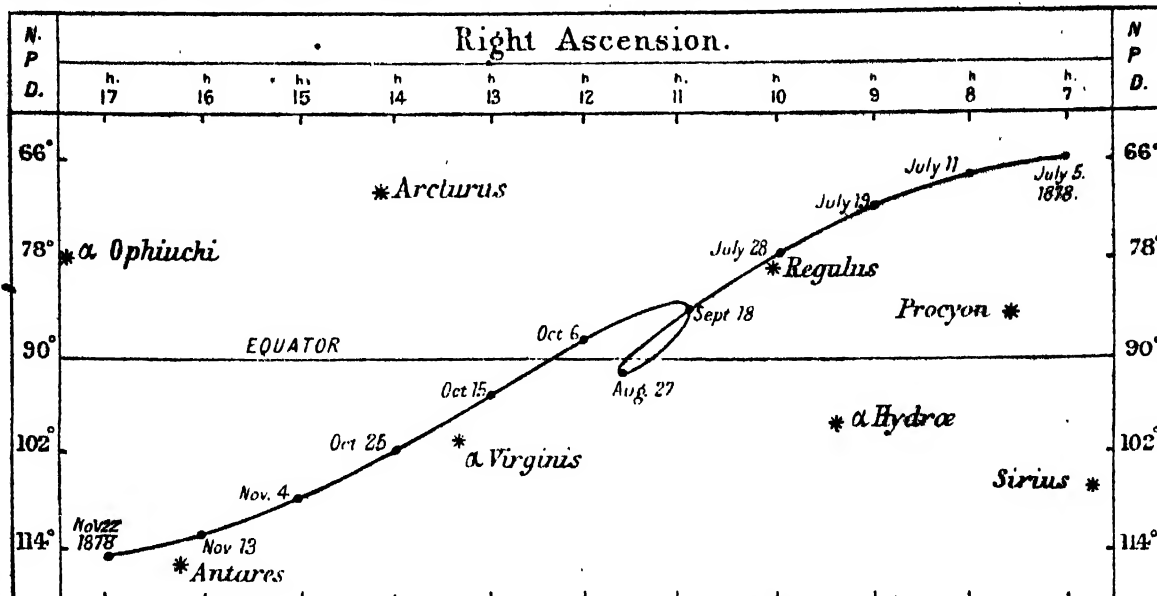 N. P D.
Right Ascension.
N P D.
h. h h. h h h h. h h h h.
17 16 15 14 13 12 11 10 9 8 7
66° 66°
July 11
July 5.
1878.
Arcturus
July 19
78° α Ophiuchi July 28 78°
Regulus
Sept 18 Procyon
Oct 6
90° EQUATOR 90°
Aug. 27
Oct 15
α Hydræ
102° Oct 25 α Virginis 102°
Sirius
Nov. 4
Nov 22
1878
114° Nov 13 114°
Antares